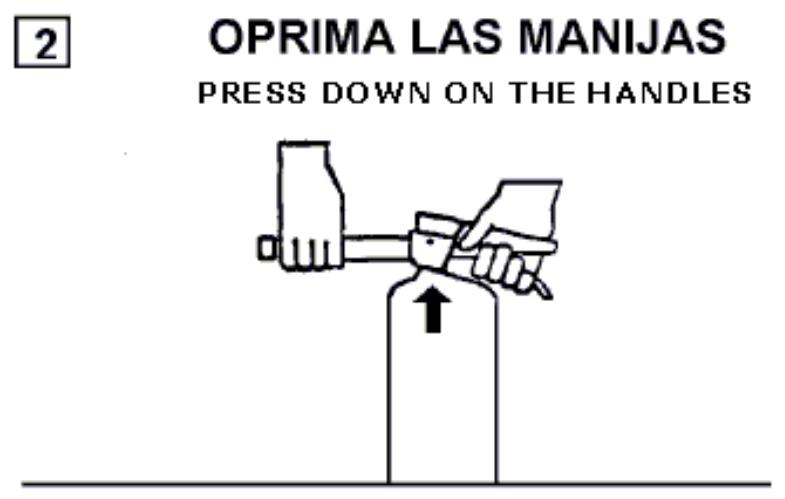 2
OPRIMA LAS MANIJAS
PRESS DOWN ON THE HANDLES